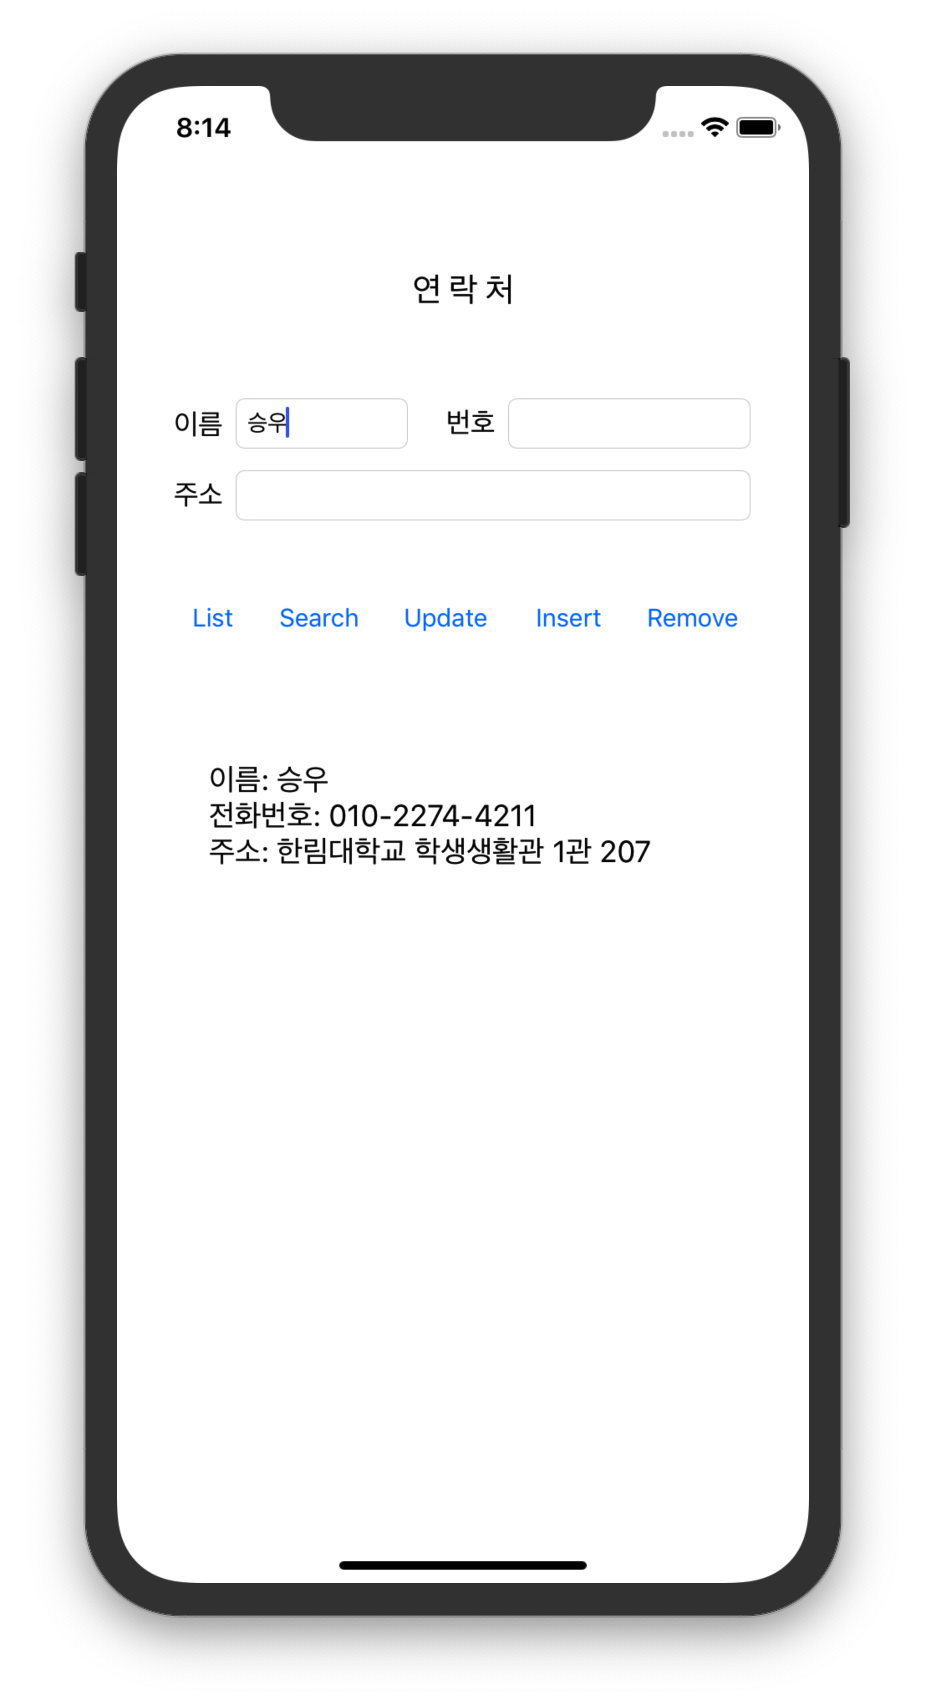 8:14
연 락 처
이름 승우 번호
주소
List Search Update Insert Remove
이름: 승우
전화번호: 010-2274-4211
주소: 한림대학교 학생생활관 1관 207